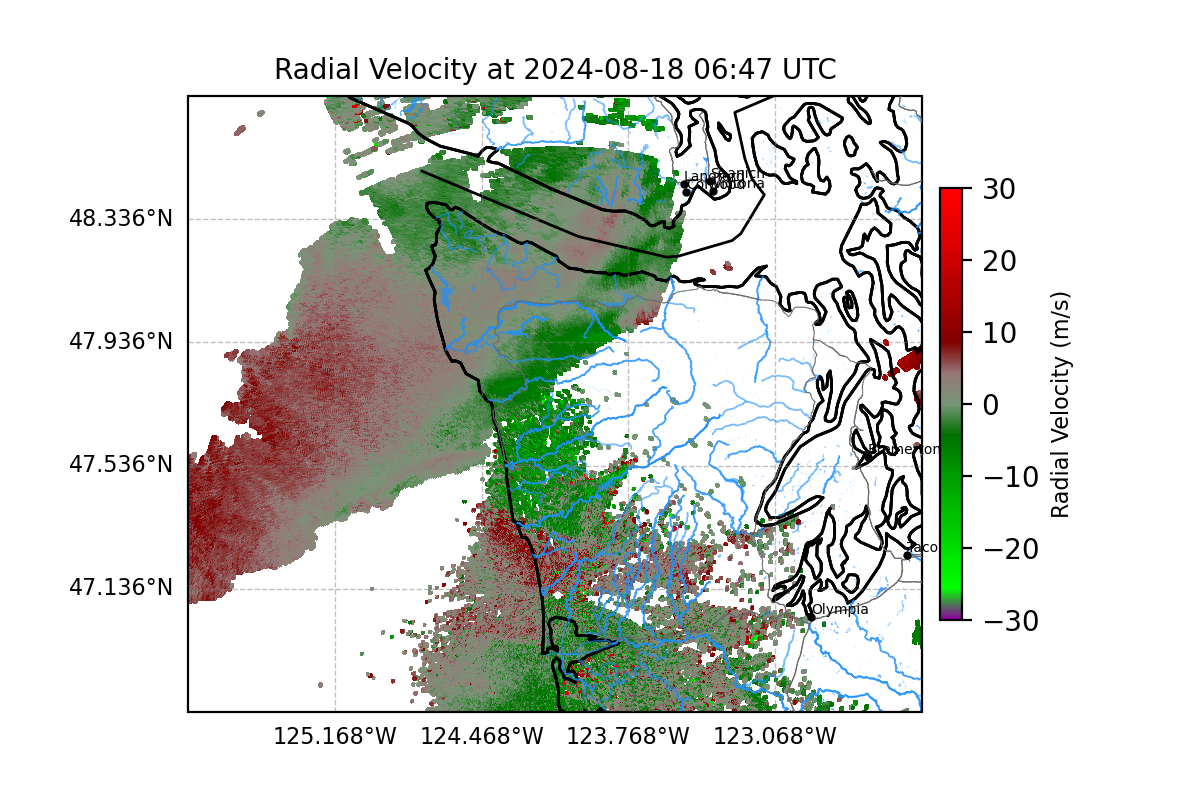 Radial Velocity at 2024-08-18 06:47 UTC
48.336°N
47.936°N
47.536°N
47.136°N
125.168°W
124.468°W
123.768°W
123.068°W
Bremerton
Olympia
30
20
10
0
−10
−20
−30
Radial Velocity (m/s)